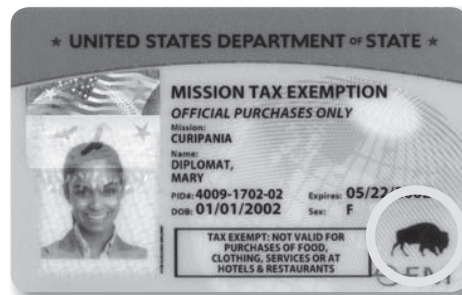 ★ UNITED STATES DEPARTMENT OF STATE ★
MISSION TAX EXEMPTION
OFFICIAL PURCHASES ONLY
Mission:
CURIPANIA
Name:
DIPLOMAT,
MARY
PID#: 4009-1702-02 Expires: 05/22/
DOB: 01/01/2002 Sex: F
TAX EXEMPT: NOT VALID FOR
PURCHASES OF FOOD,
CLOTHING, SERVICES OR AT
HOTELS & RESTAURANTS
OFM